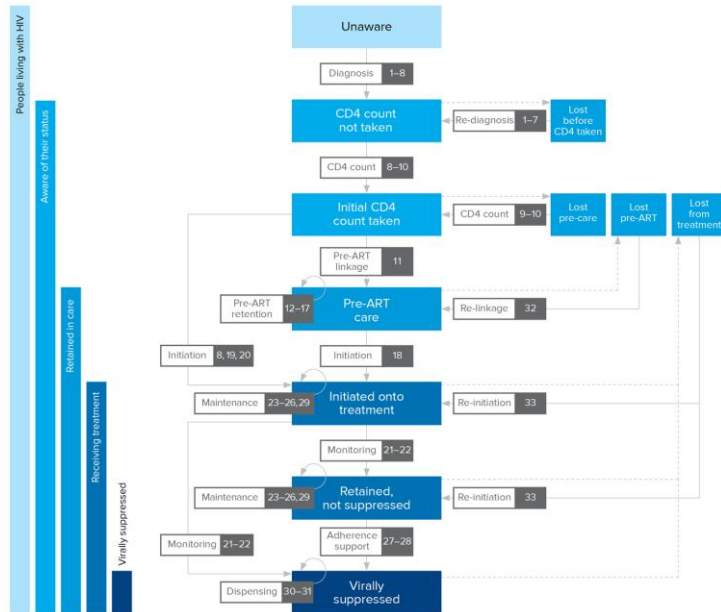 People living with HIV
Aware of their status
Retained in care
Receiving treatment
Virally suppressed
Unaware
Diagnosis 1–8
CD4 count
not taken
Re-diagnosis 1–7
Lost
before
CD4 taken
CD4 count 8–10
Initial CD4
count taken
CD4 count 9–10
Lost
pre-care
Lost
pre-ART
Lost
from
treatment
Pre-ART
linkage 11
Pre-ART
retention 12–17
Pre-ART
care
Re-linkage 32
Initiation 8, 19, 20
Initiation 18
Maintenance 23–26, 29
Initiated onto
treatment
Re-initiation 33
Monitoring 21–22
Maintenance 23–26, 29
Retained,
not suppressed
Re-initiation 33
Monitoring 21–22
Adherence
support 27–28
Dispensing 30–31
Virally
suppressed